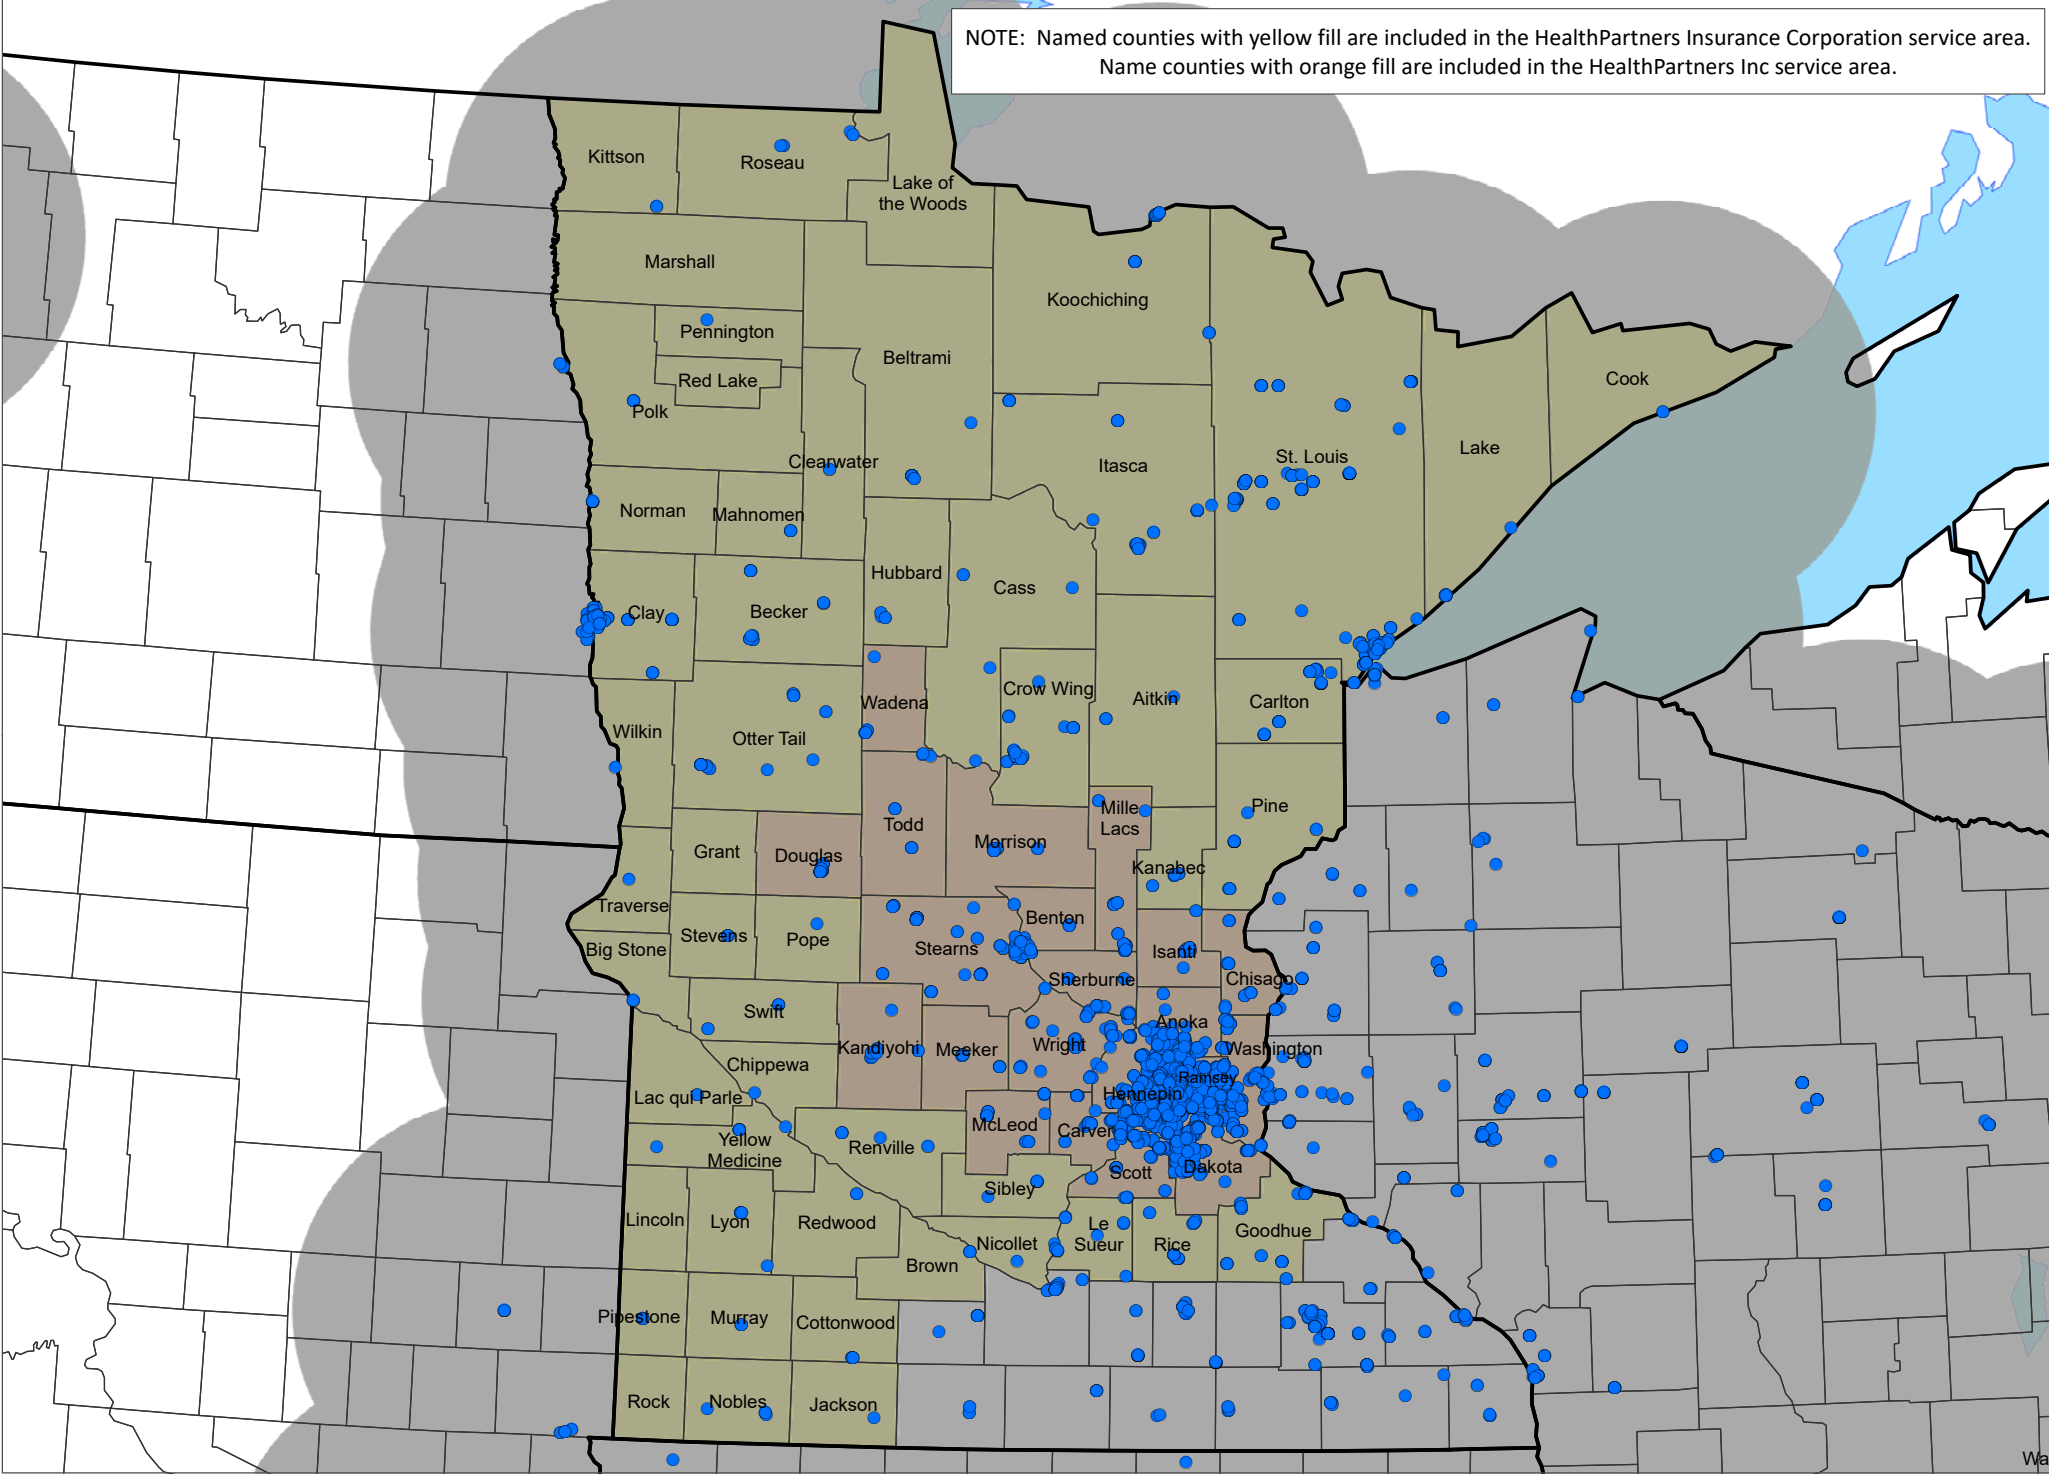 NOTE:  Named counties with yellow fill are included in the HealthPartners Insurance Corporation service area.
Name counties with orange fill are included in the HealthPartners Inc service area.
Kittson
Roseau
Lake of
the Woods
Marshall
Koochiching
Pennington
Beltrami
Red Lake
Cook
Polk
Clearwater
Itasca
St. Louis
Lake
Norman
Mahnomen
Hubbard
Cass
Clay
Becker
Wadena
Crow Wing
Aitkin
Carlton
Wilkin
Otter Tail
Pine
Mille
Lacs
Todd
Morrison
Grant
Douglas
Kanabec
Traverse
Benton
Stevens
Pope
Stearns
Big Stone
Isanti
Sherburne
Chisago
Swift
Anoka
Kandiyohi
Meeker
Wright
Washington
Chippewa
Ramsey
Hennepin
Lac qui Parle
McLeod
Carver
Yellow
Medicine
Renville
Scott
Dakota
Sibley
Lincoln
Lyon
Redwood
Le
Sueur
Rice
Goodhue
Nicollet
Brown
Pipestone
Murray
Cottonwood
Rock
Nobles
Jackson
Wa